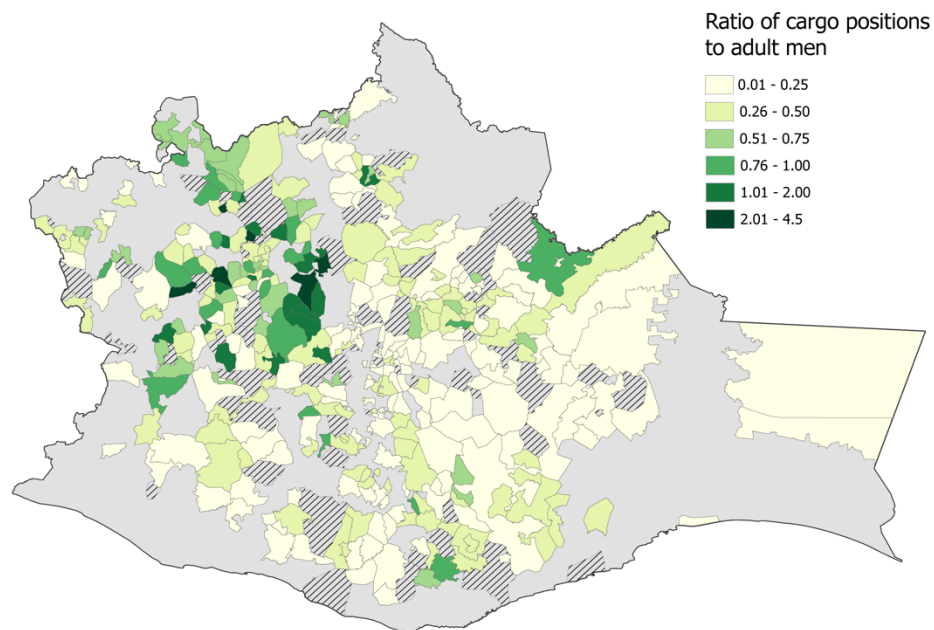 Ratio of cargo positions
to adult men
0.01 - 0.25
0.26 - 0.50
0.51 - 0.75
0.76 - 1.00
1.01 - 2.00
2.01 - 4.5